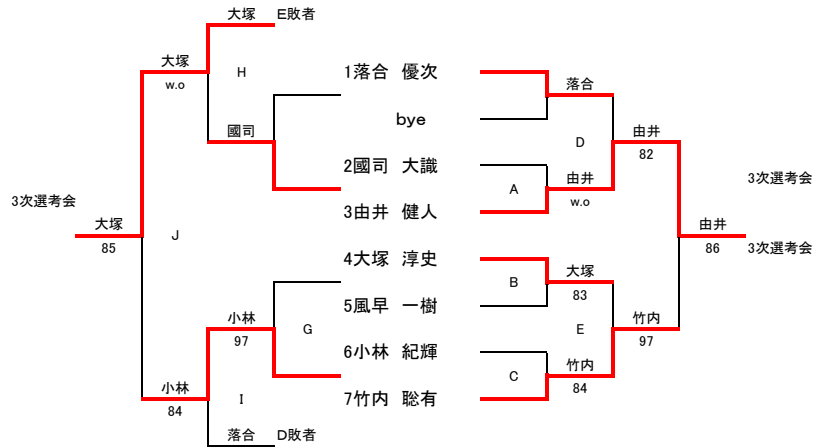 大塚 E敗者
大塚
w.o
H
國司
3次選考会
大塚
85
J
小林
97
G
小林
84
I
落合 D敗者
1落合 優次
bye
2國司 大識
3由井 健人
4大塚 淳史
5風早 一樹
6小林 紀輝
7竹内 聡有
落合
D
由井
82
A
由井
w.o
3次選考会
由井
86
3次選考会
B
大塚
83
E
竹内
97
C
竹内
84